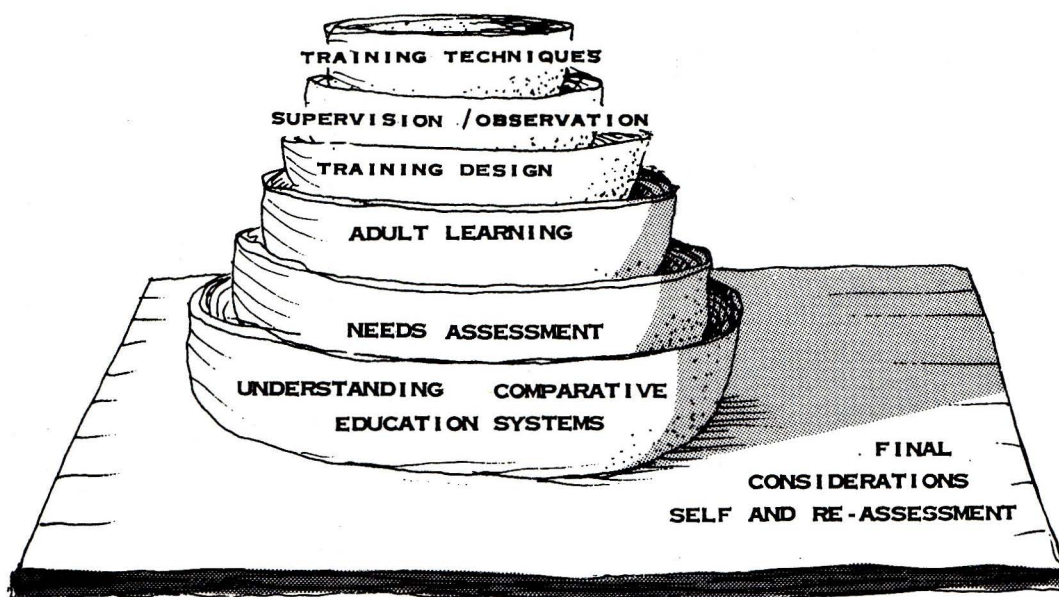 TRAINING TECHNIQUES
SUPERVISION /OBSERVATION
TRAINING DESIGN
ADULT LEARNING
NEEDS ASSESSMENT
UNDERSTANDING COMPARATIVE
EDUCATION SYSTEMS
FINAL
CONSIDERATIONS
SELF AND RE-ASSESSMENT